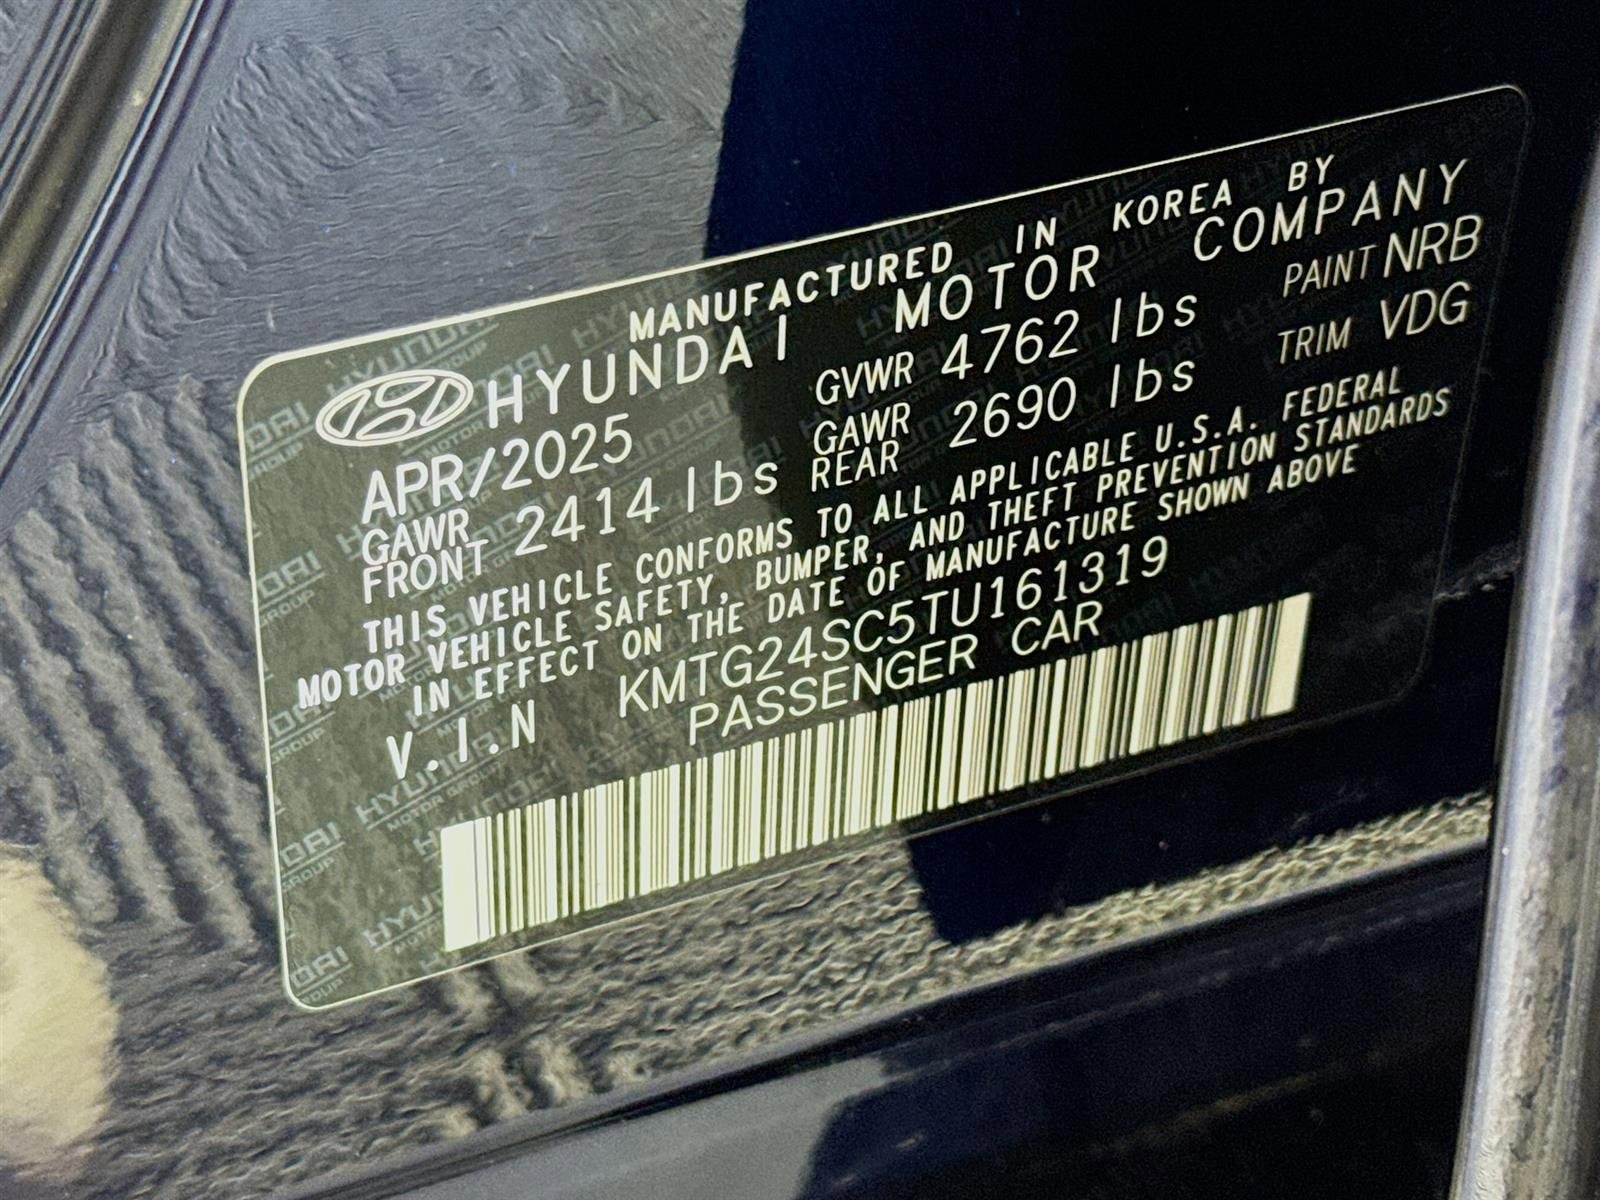 MANUFACTURED IN KOREA BY
HYUNDAI MOTOR COMPANY
APR/2025 GVWR 4762 lbs PAINT NRB
GAWR FRONT 2414 lbs GAWR REAR 2690 lbs TRIM VDG
THIS VEHICLE CONFORMS TO ALL APPLICABLE U.S.A. FEDERAL
MOTOR VEHICLE SAFETY, BUMPER, AND THEFT PREVENTION STANDARDS
IN EFFECT ON THE DATE OF MANUFACTURE SHOWN ABOVE
V.I.N KMTG24SC5TU161319
PASSENGER CAR
HYUNDAI
MOTOR GROUP